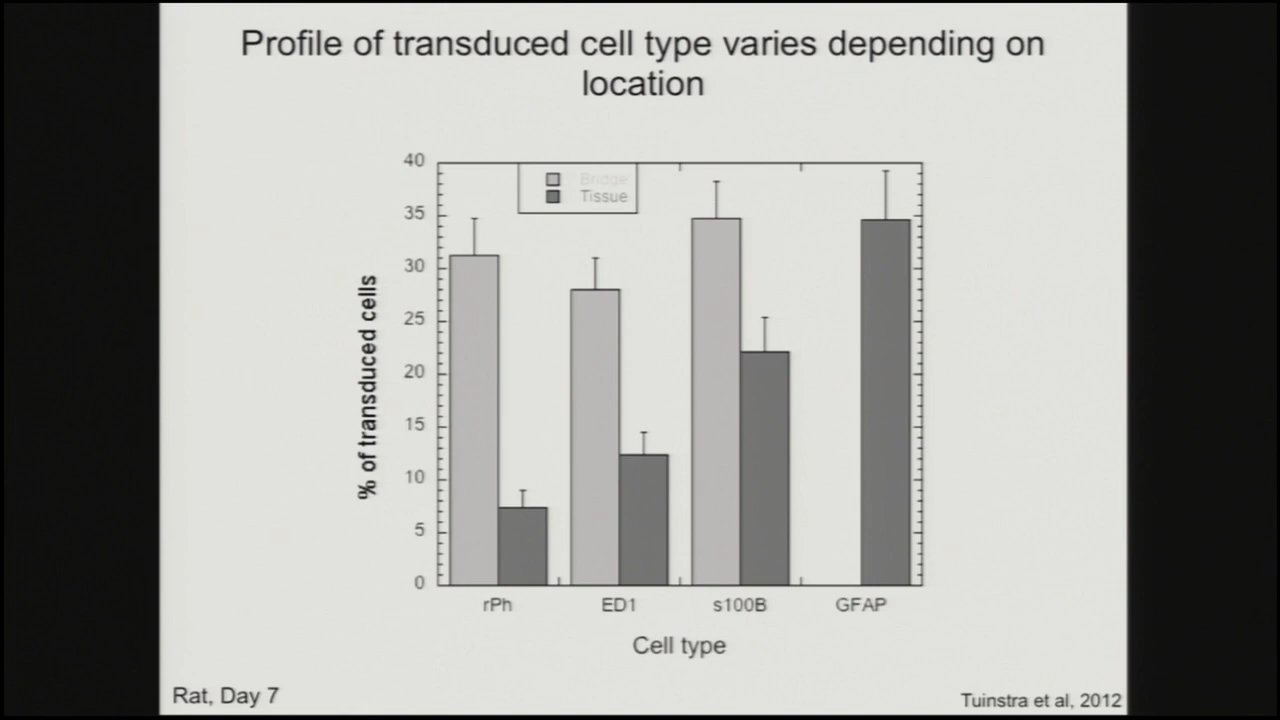 Profile of transduced cell type varies depending on
location
40
35
30
25
20
15
10
5
0
% of transduced cells
Bridge
Tissue
rPh
ED1
s100B
GFAP
Cell type
Rat, Day 7
Tuinstra et al, 2012